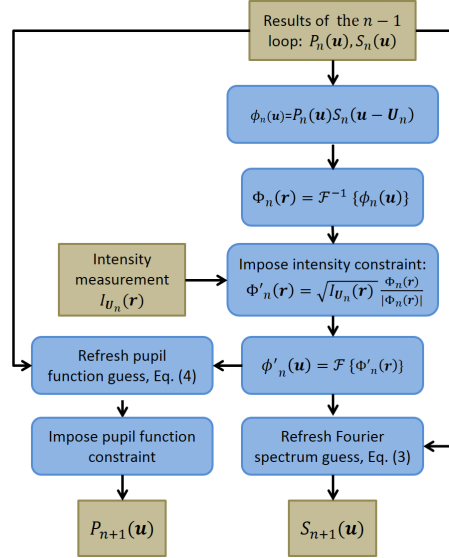 Results of the n − 1
loop: Pₙ(u), Sₙ(u)
ϕₙ(u)=Pₙ(u)Sₙ(u − Uₙ)
Φₙ(r) = ℱ⁻¹ {ϕₙ(u)}
Intensity
measurement
I_Uₙ(r)
Impose intensity constraint:
Φ'ₙ(r) = √I_Uₙ(r) Φₙ(r)/|Φₙ(r)|
Refresh pupil
function guess, Eq. (4)
ϕ'ₙ(u) = ℱ {Φ'ₙ(r)}
Impose pupil function
constraint
Refresh Fourier
spectrum guess, Eq. (3)
Pₙ₊₁(u)
Sₙ₊₁(u)